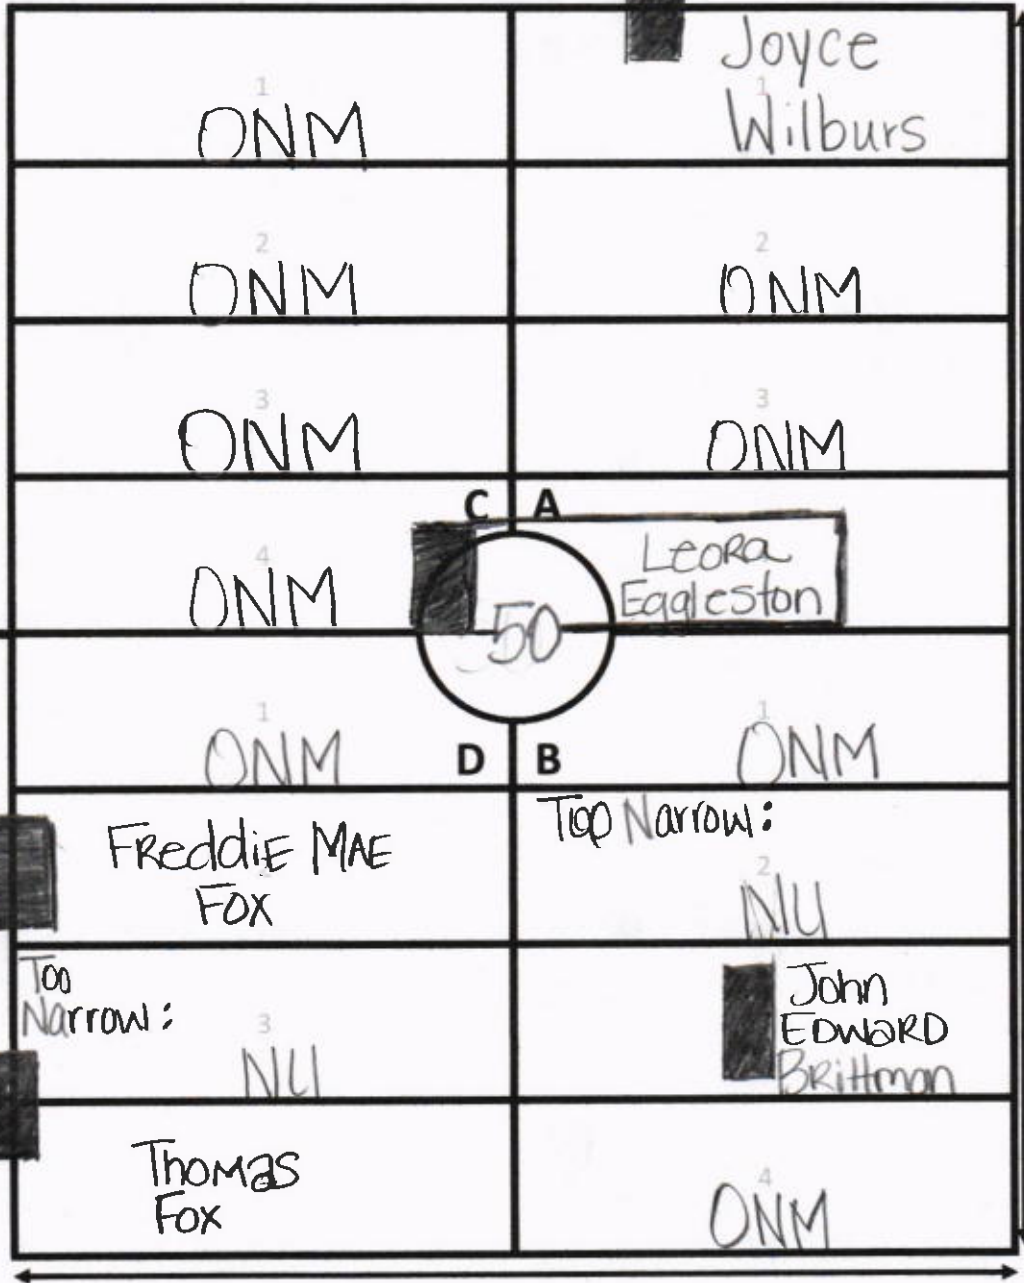 1
ONM
Joyce
1
Wilburs
2
ONM
2
ONM
3
ONM
3
ONM
C A
4
ONM
Leora
Eggleston
50
1
ONM
D B
1
ONM
Freddie Mae
Fox
Top Narrow:
2
NU
Too
Narrow:
3
NU
John
Edward
Brittman
Thomas
Fox
4
ONM